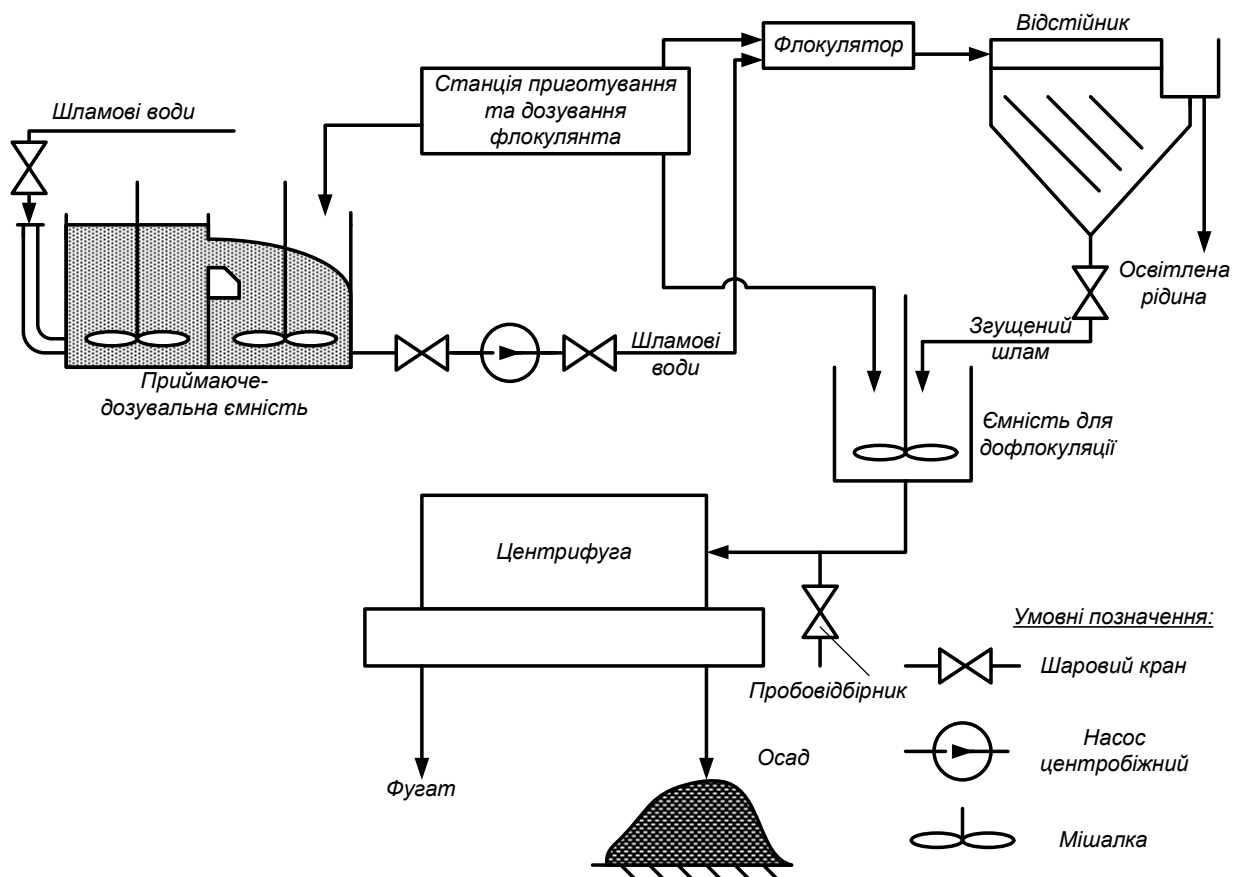 Відстійник
Флокулятор
Станція приготування
та дозування
флокулянта
Шламові води
Освітлена
рідина
Згущений
шлам
Шламові
води
Приймаюче-
дозувальна ємність
Ємність для
дофлокуляції
Центрифуга
Умовні позначення:
Шаровий кран
Пробовідбірник
Насос
центробіжний
Осад
Фугат
Мішалка